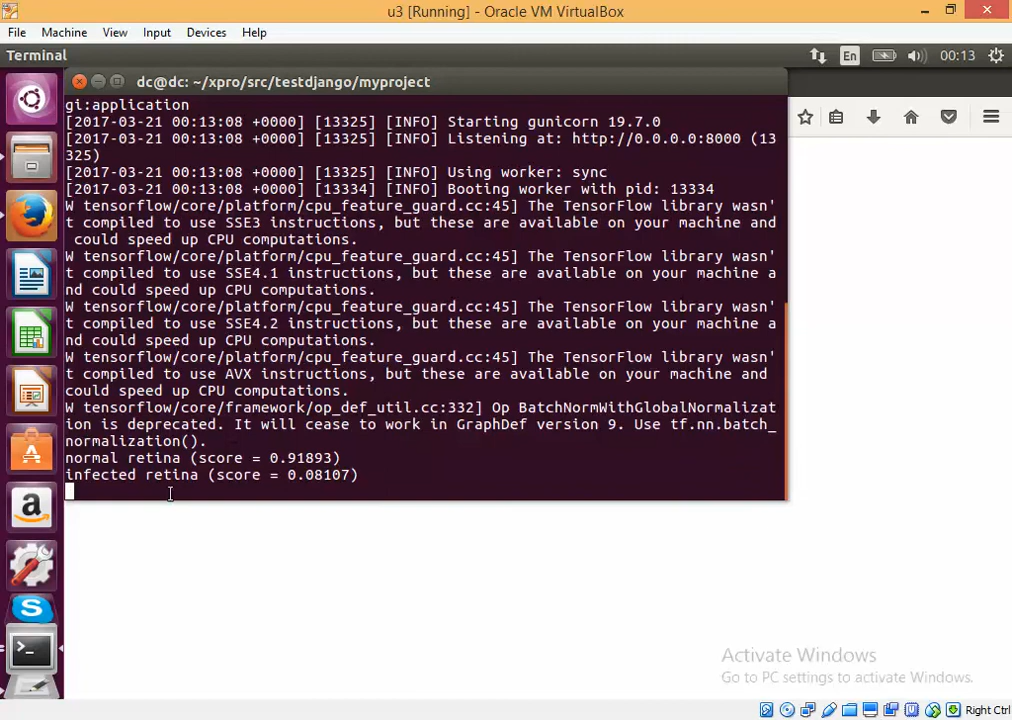 u3 [Running] - Oracle VM VirtualBox
File Machine View Input Devices Help
Terminal En 00:13
dc@dc: ~/xpro/src/testdjango/myproject
gi:application
[2017-03-21 00:13:08 +0000] [13325] [INFO] Starting gunicorn 19.7.0
[2017-03-21 00:13:08 +0000] [13325] [INFO] Listening at: http://0.0.0.0:8000 (13
325)
[2017-03-21 00:13:08 +0000] [13325] [INFO] Using worker: sync
[2017-03-21 00:13:08 +0000] [13334] [INFO] Booting worker with pid: 13334
W tensorflow/core/platform/cpu_feature_guard.cc:45] The TensorFlow library wasn'
t compiled to use SSE3 instructions, but these are available on your machine and
 could speed up CPU computations.
W tensorflow/core/platform/cpu_feature_guard.cc:45] The TensorFlow library wasn'
t compiled to use SSE4.1 instructions, but these are available on your machine a
nd could speed up CPU computations.
W tensorflow/core/platform/cpu_feature_guard.cc:45] The TensorFlow library wasn'
t compiled to use SSE4.2 instructions, but these are available on your machine a
nd could speed up CPU computations.
W tensorflow/core/platform/cpu_feature_guard.cc:45] The TensorFlow library wasn'
t compiled to use AVX instructions, but these are available on your machine and
could speed up CPU computations.
W tensorflow/core/framework/op_def_util.cc:332] Op BatchNormWithGlobalNormalizat
ion is deprecated. It will cease to work in GraphDef version 9. Use tf.nn.batch_
normalization().
normal retina (score = 0.91893)
infected retina (score = 0.08107)
Activate Windows
Go to PC settings to activate Windows.
Right Ctrl